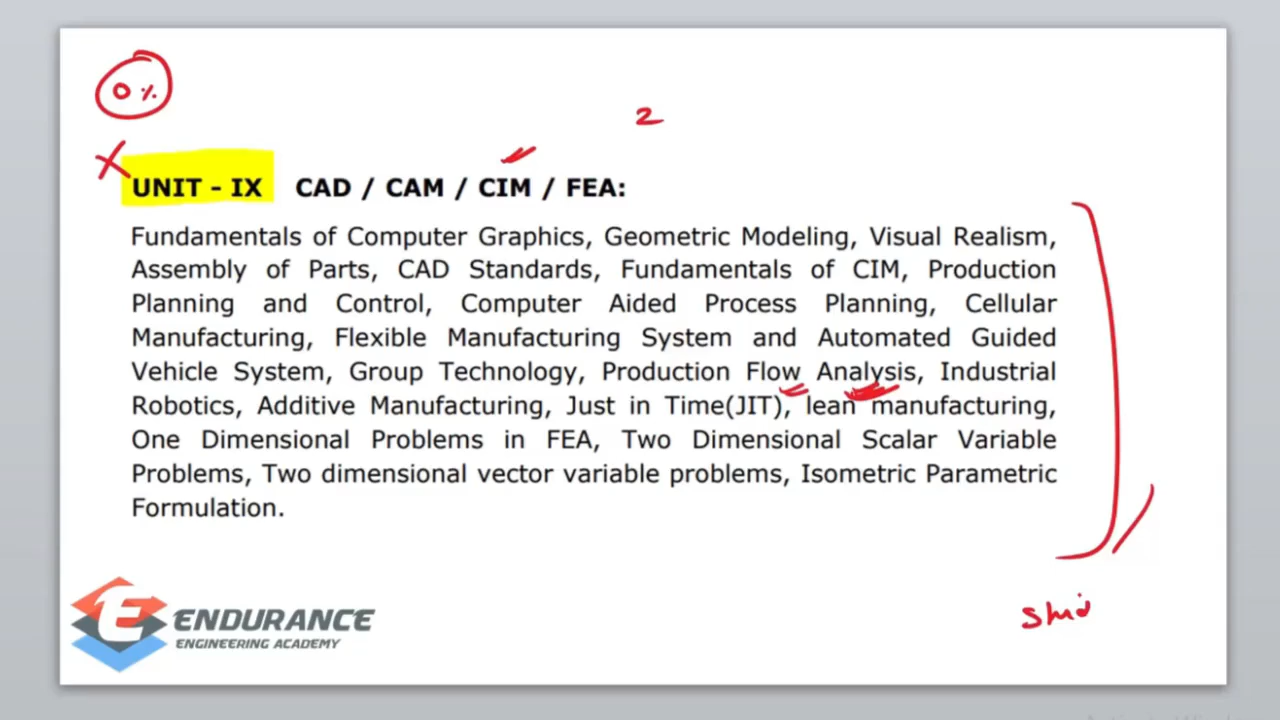 0%
2
UNIT - IX CAD / CAM / CIM / FEA:
Fundamentals of Computer Graphics, Geometric Modeling, Visual Realism,
Assembly of Parts, CAD Standards, Fundamentals of CIM, Production
Planning and Control, Computer Aided Process Planning, Cellular
Manufacturing, Flexible Manufacturing System and Automated Guided
Vehicle System, Group Technology, Production Flow Analysis, Industrial
Robotics, Additive Manufacturing, Just in Time(JIT), lean manufacturing,
One Dimensional Problems in FEA, Two Dimensional Scalar Variable
Problems, Two dimensional vector variable problems, Isometric Parametric
Formulation.
E ENDURANCE
ENGINEERING ACADEMY